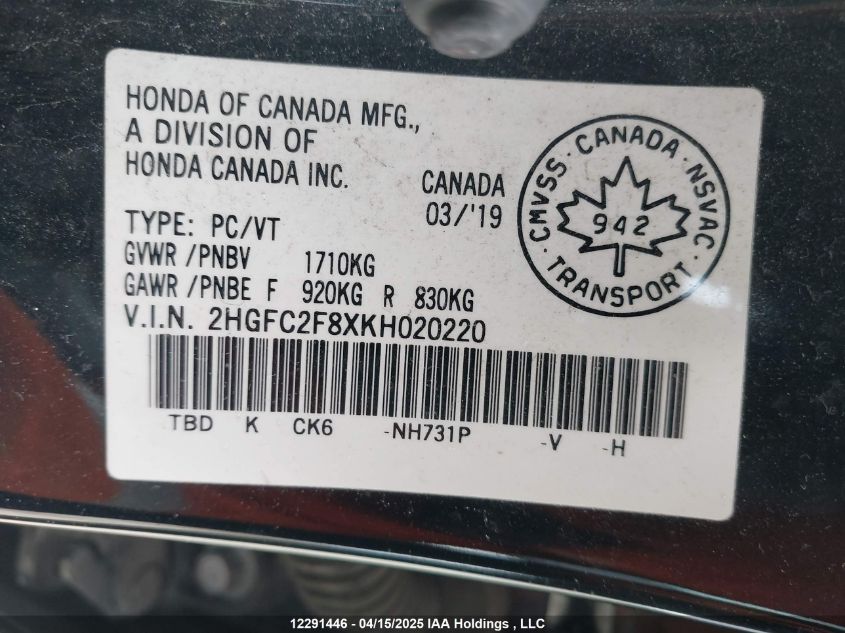 HONDA OF CANADA MFG.,
A DIVISION OF
HONDA CANADA INC.
CANADA
03/'19
TYPE: PC/VT
GVWR /PNBV 1710KG
GAWR /PNBE F 920KG R 830KG
V.I.N. 2HGFC2F8XKH020220
TBD K CK6 -NH731P -V -H
CMVSS · CANADA · NSVAC · TRANSPORT ·
942
12291446 - 04/15/2025 IAA Holdings , LLC